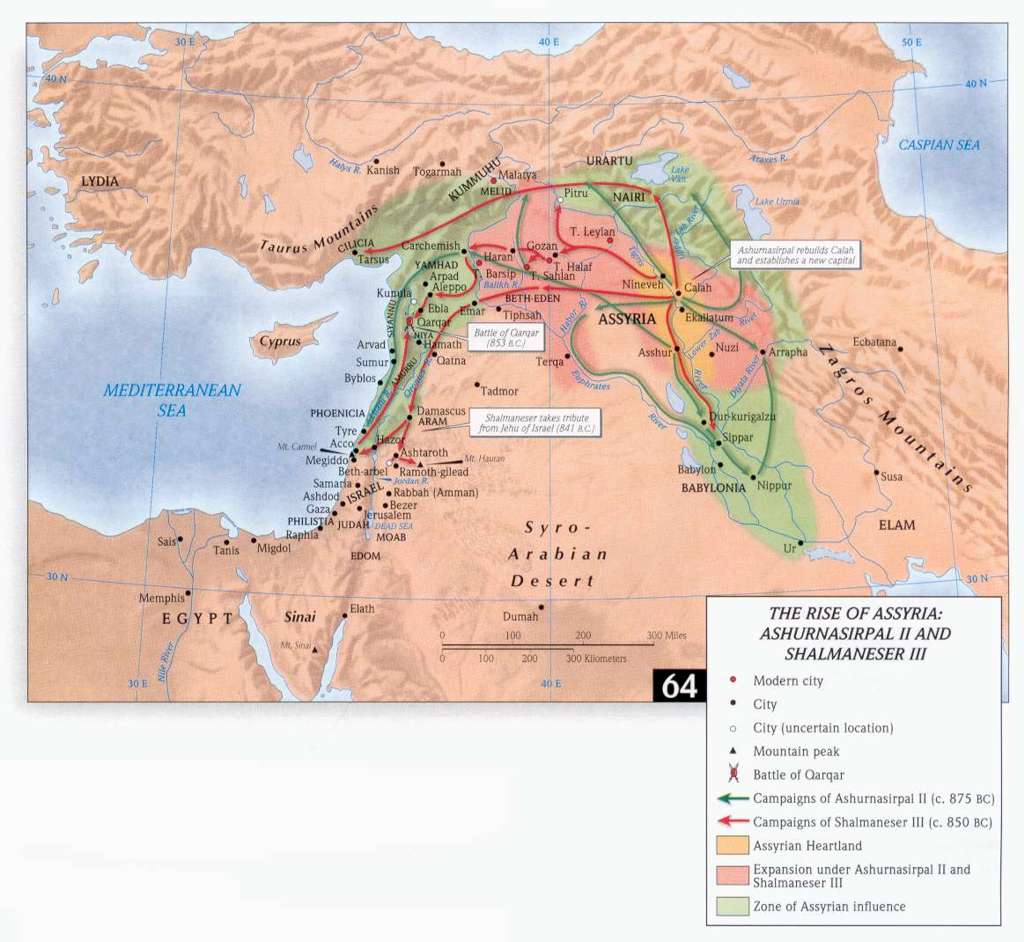 30 E
40 E
50 E
40 N
40 N
CASPIAN SEA
URARTU
Araxes R.
Halys R.
Kanish
Togarmah
KUMMUHU
Malatya
MELID
Pitru
NAIRI
Lake
Van
Lake Urmia
LYDIA
Taurus Mountains
CILICIA
Tarsus
T. Leylan
Tigris
Carchemish
Gozan
Haran
T. Halaf
T. Sahlan
Ashurnasirpal rebuilds Calah
and establishes a new capital
YAMHAD
Arpad
Aleppo
Barsip
Balikh R.
Nineveh
Calah
Kunula
SIYANNU
Ebla
Emar
BETH-EDEN
Tiphsah
Habor R.
ASSYRIA
Ekallatum
Qarqar
Battle of Qarqar
(853 B.C.)
Lower Zab
River
Cyprus
Arvad
Hamath
Qatna
Sumur
Byblos
AMURRU
Terqa
Asshur
Nuzi
Arrapha
Ecbatana
Zagros Mountains
MEDITERRANEAN
SEA
Euphrates
River
River
Diyala River
Tadmor
PHOENICIA
Damascus
ARAM
Shalmaneser takes tribute
from Jehu of Israel (841 B.C.)
Dur-kurigalzu
Tyre
Acco
Hazor
Mt. Carmel
Megiddo
Ashtaroth
Mt. Hauran
Sippar
Beth-arbel
Ramoth-gilead
Babylon
BABYLONIA
Nippur
Susa
Samaria
ISRAEL
Jordan R.
Rabbah (Amman)
Ashdod
Gaza
Bezer
Jerusalem
PHILISTIA
JUDAH
DEAD SEA
Raphia
MOAB
ELAM
Sais
Tanis
Migdol
EDOM
Ur
Syro-
Arabian
Desert
30 N
30 N
Memphis
EGYPT
Sinai
Elath
Dumah
Mt. Sinai
Nile River
0 100 200 300 Miles
0 100 200 300 Kilometers
30 E
40 E
64
THE RISE OF ASSYRIA:
ASHURNASIRPAL II AND
SHALMANESER III
Modern city
City
City (uncertain location)
Mountain peak
Battle of Qarqar
Campaigns of Ashurnasirpal II (c. 875 BC)
Campaigns of Shalmaneser III (c. 850 BC)
Assyrian Heartland
Expansion under Ashurnasirpal II and
Shalmaneser III
Zone of Assyrian influence